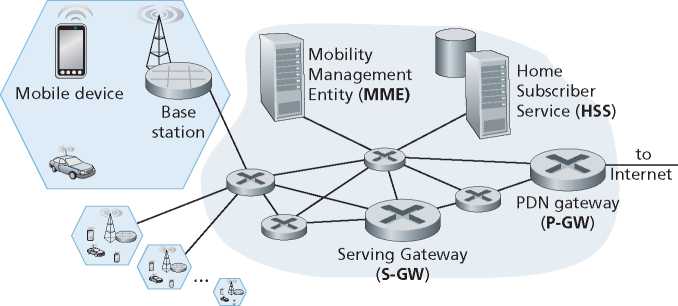 Mobile device
Base
station
Mobility
Management
Entity (MME)
Home
Subscriber
Service (HSS)
to
Internet
PDN gateway
(P-GW)
Serving Gateway
(S-GW)
...